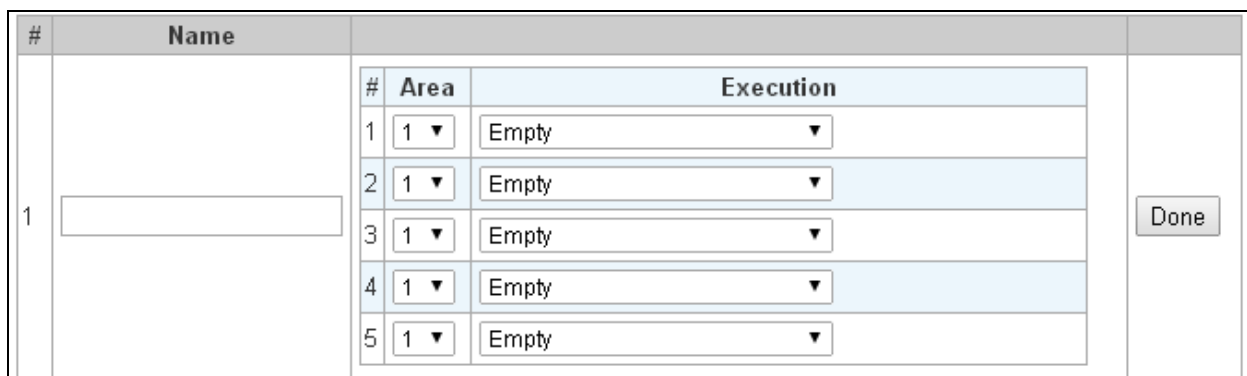 # Name
# Area Execution
1 1 Empty
2 1 Empty
1 Done
3 1 Empty
4 1 Empty
5 1 Empty